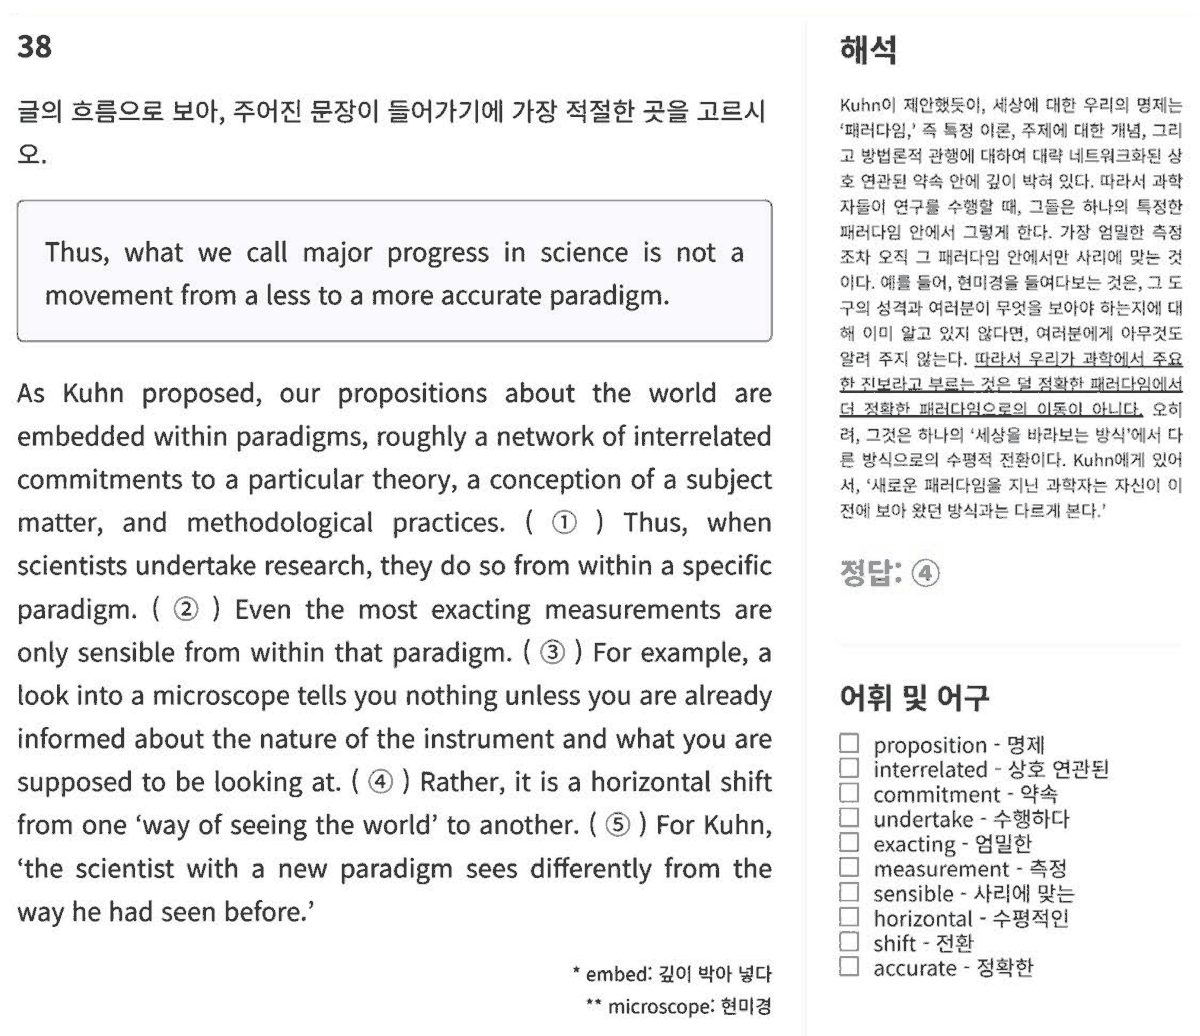 38
글의 흐름으로 보아, 주어진 문장이 들어가기에 가장 적절한 곳을 고르시
오.
Thus, what we call major progress in science is not a
movement from a less to a more accurate paradigm.
As Kuhn proposed, our propositions about the world are
embedded within paradigms, roughly a network of interrelated
commitments to a particular theory, a conception of a subject
matter, and methodological practices. ( ① ) Thus, when
scientists undertake research, they do so from within a specific
paradigm. ( ② ) Even the most exacting measurements are
only sensible from within that paradigm. ( ③ ) For example, a
look into a microscope tells you nothing unless you are already
informed about the nature of the instrument and what you are
supposed to be looking at. ( ④ ) Rather, it is a horizontal shift
from one ‘way of seeing the world’ to another. ( ⑤ ) For Kuhn,
‘the scientist with a new paradigm sees differently from the
way he had seen before.’
* embed: 깊이 박아 넣다
** microscope: 현미경
해석
Kuhn이 제안했듯이, 세상에 대한 우리의 명제는
‘패러다임,’ 즉 특정 이론, 주제에 대한 개념, 그리
고 방법론적 관행에 대하여 대략 네트워크화된 상
호 연관된 약속 안에 깊이 박혀 있다. 따라서 과학
자들이 연구를 수행할 때, 그들은 하나의 특정한
패러다임 안에서 그렇게 한다. 가장 엄밀한 측정
조차 오직 그 패러다임 안에서만 사리에 맞는 것
이다. 예를 들어, 현미경을 들여다보는 것은, 그 도
구의 성격과 여러분이 무엇을 보아야 하는지에 대
해 이미 알고 있지 않다면, 여러분에게 아무것도
알려 주지 않는다. 따라서 우리가 과학에서 주요
한 진보라고 부르는 것은 덜 정확한 패러다임에서
더 정확한 패러다임으로의 이동이 아니다. 오히
려, 그것은 하나의 ‘세상을 바라보는 방식’에서 다
른 방식으로의 수평적 전환이다. Kuhn에게 있어
서, ‘새로운 패러다임을 지닌 과학자는 자신이 이
전에 보아 왔던 방식과는 다르게 본다.’
정답: ④
어휘 및 어구
proposition - 명제
interrelated - 상호 연관된
commitment - 약속
undertake - 수행하다
exacting - 엄밀한
measurement - 측정
sensible - 사리에 맞는
horizontal - 수평적인
shift - 전환
accurate - 정확한